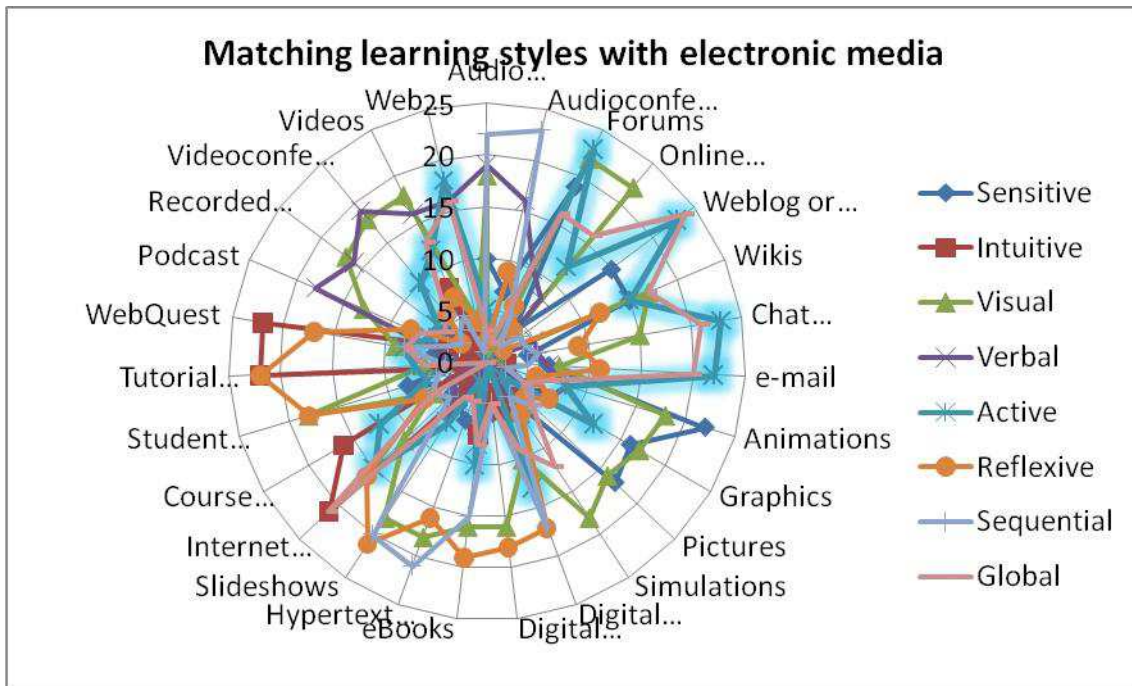 Matching learning styles with electronic media
Audio...
Audioconfe...
Forums
Online...
Weblog or...
Wikis
Chat...
e-mail
Animations
Graphics
Pictures
Simulations
Digital...
Digital...
eBooks
Hypertext...
Slideshows
Internet...
Course...
Student...
Tutorial...
WebQuest
Podcast
Recorded...
Videoconfe...
Videos
Web...
25
20
15
10
5
0
Sensitive
Intuitive
Visual
Verbal
Active
Reflexive
Sequential
Global